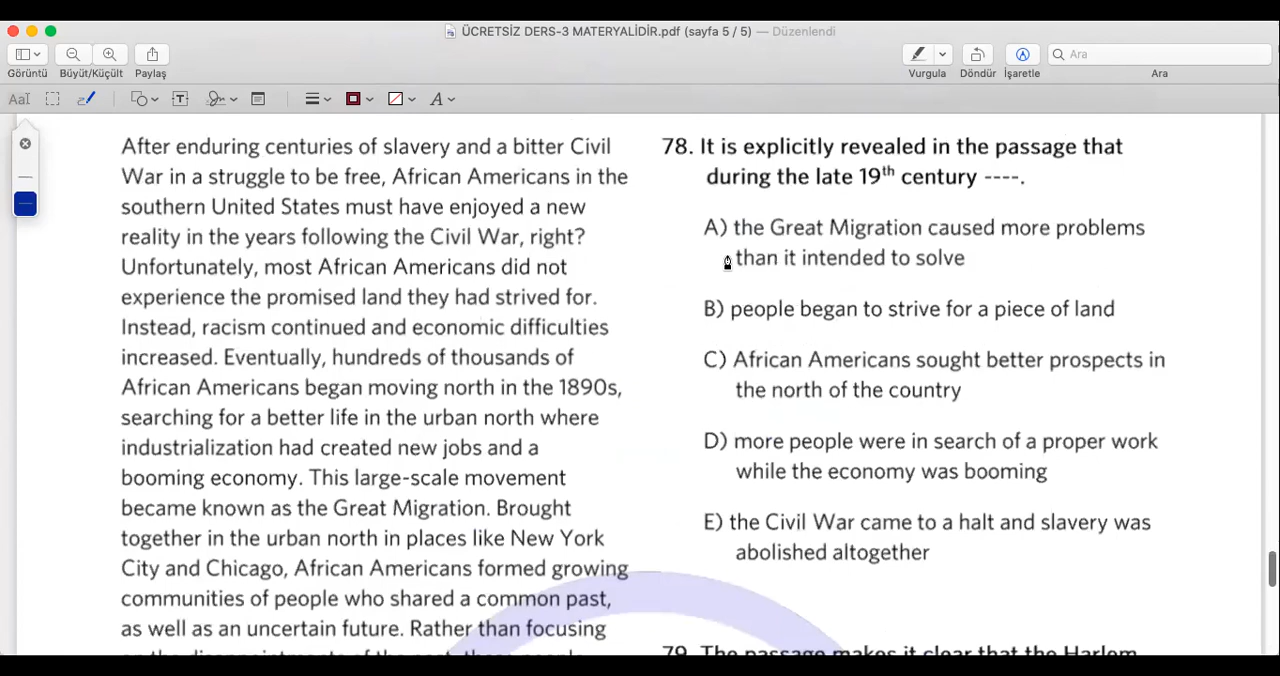 ÜCRETSİZ DERS-3 MATERYALİDİR.pdf (sayfa 5 / 5) — Düzenlendi
Görüntü
Büyüt/Küçült
Paylaş
Vurgula
Döndür
İşaretle
Ara
Ara
After enduring centuries of slavery and a bitter Civil
War in a struggle to be free, African Americans in the
southern United States must have enjoyed a new
reality in the years following the Civil War, right?
Unfortunately, most African Americans did not
experience the promised land they had strived for.
Instead, racism continued and economic difficulties
increased. Eventually, hundreds of thousands of
African Americans began moving north in the 1890s,
searching for a better life in the urban north where
industrialization had created new jobs and a
booming economy. This large-scale movement
became known as the Great Migration. Brought
together in the urban north in places like New York
City and Chicago, African Americans formed growing
communities of people who shared a common past,
as well as an uncertain future. Rather than focusing
78. It is explicitly revealed in the passage that
during the late 19th century ----.
A) the Great Migration caused more problems
than it intended to solve
B) people began to strive for a piece of land
C) African Americans sought better prospects in
the north of the country
D) more people were in search of a proper work
while the economy was booming
E) the Civil War came to a halt and slavery was
abolished altogether
79. The passage makes it clear that the Harlem